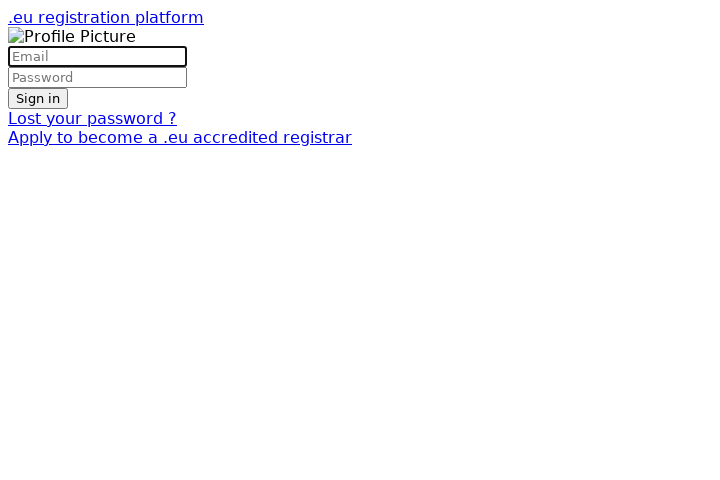 .eu registration platform
Profile Picture
Email
Password
Sign in
Lost your password ?
Apply to become a .eu accredited registrar